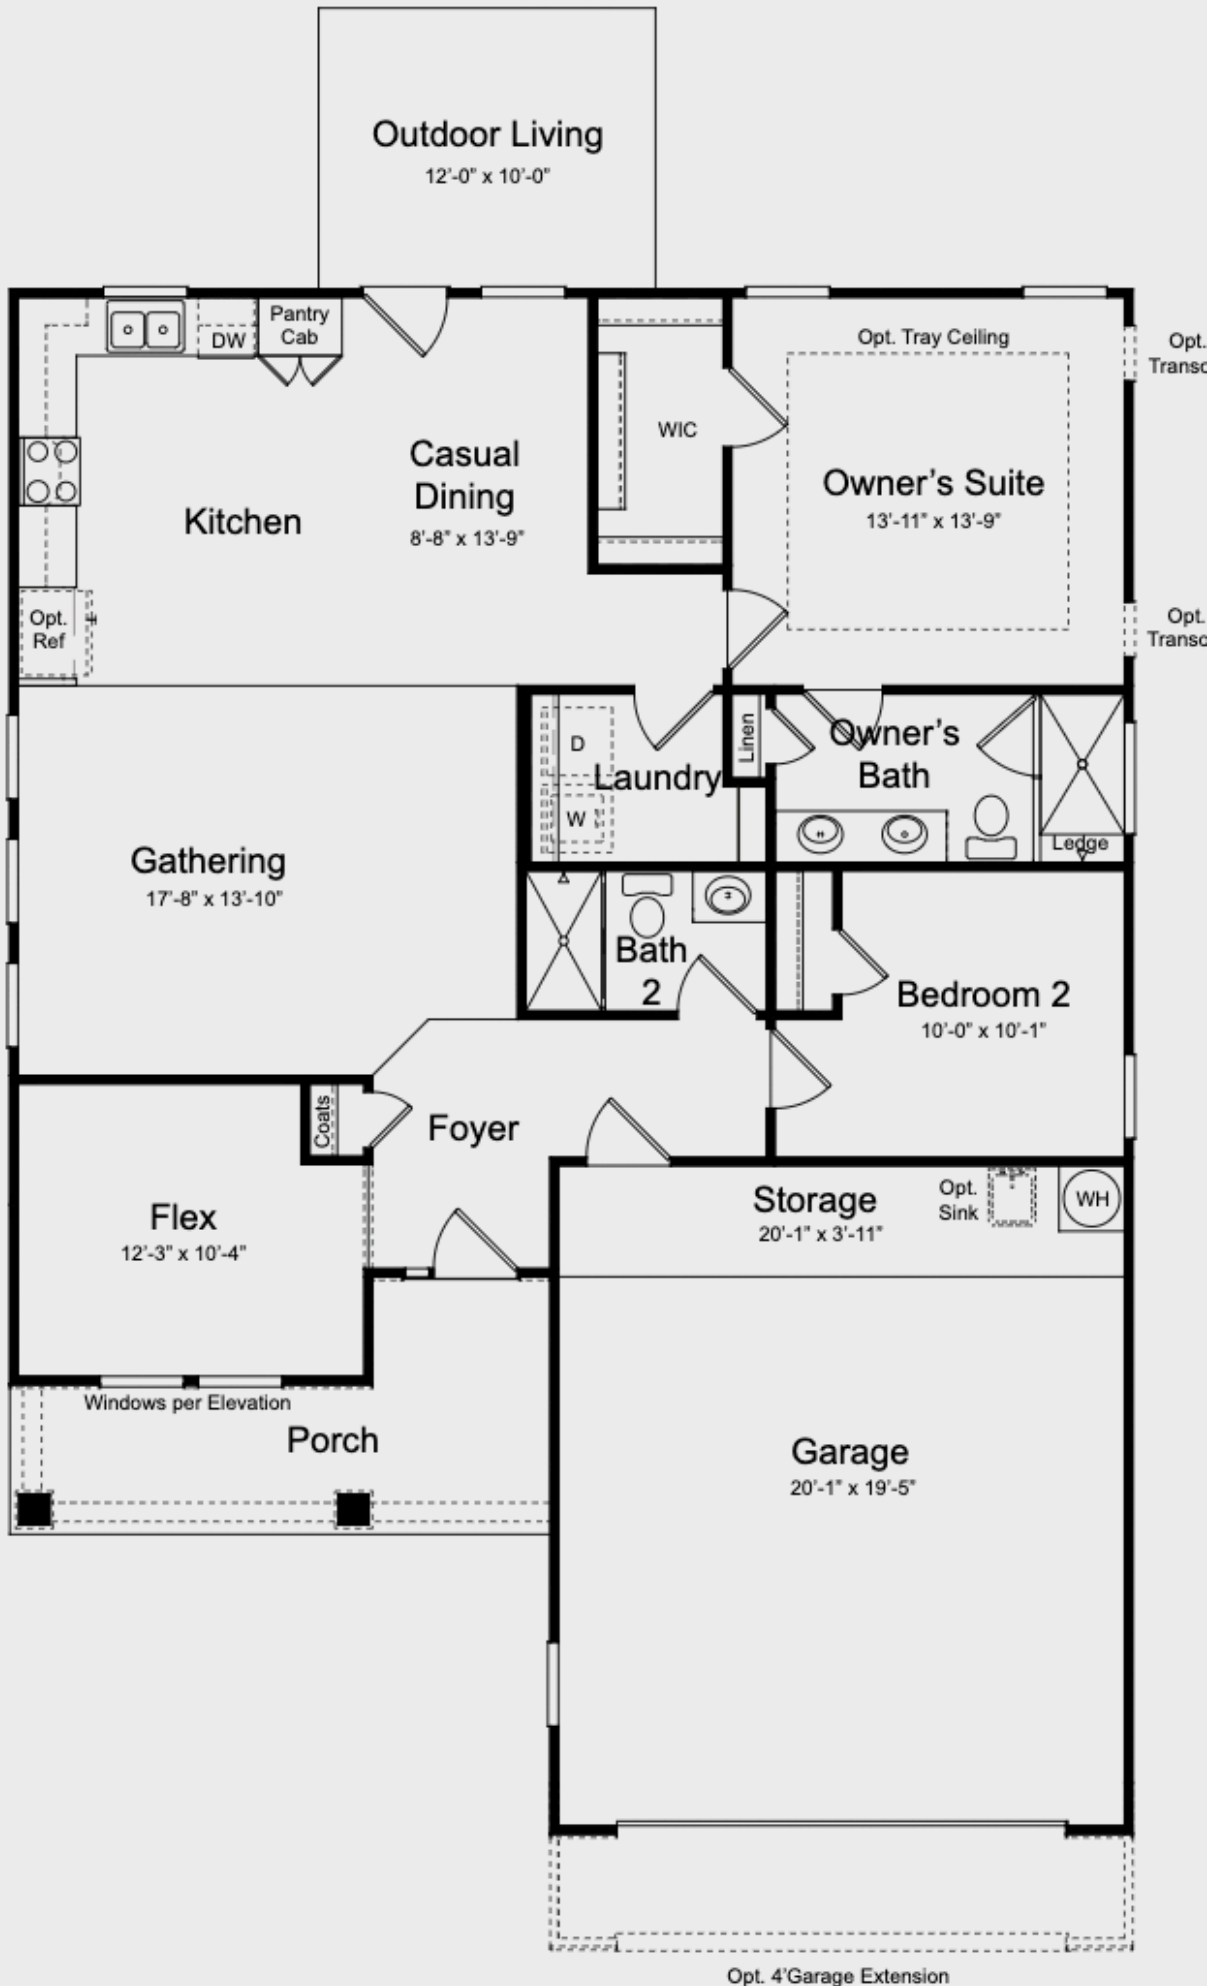 Outdoor Living
12'-0" x 10'-0"
Pantry
Cab
DW
Opt. Tray Ceiling
Opt.
Transo
WIC
Casual
Dining
8'-8" x 13'-9"
Owner's Suite
13'-11" x 13'-9"
Kitchen
Opt.
Ref
Opt.
Transo
Linen
Owner's
Bath
D
Laundry
W
Ledge
Gathering
17'-8" x 13'-10"
Bath
2
Bedroom 2
10'-0" x 10'-1"
Coats
Foyer
Flex
12'-3" x 10'-4"
Storage
20'-1" x 3'-11"
Opt.
Sink
WH
Windows per Elevation
Porch
Garage
20'-1" x 19'-5"
Opt. 4'Garage Extension